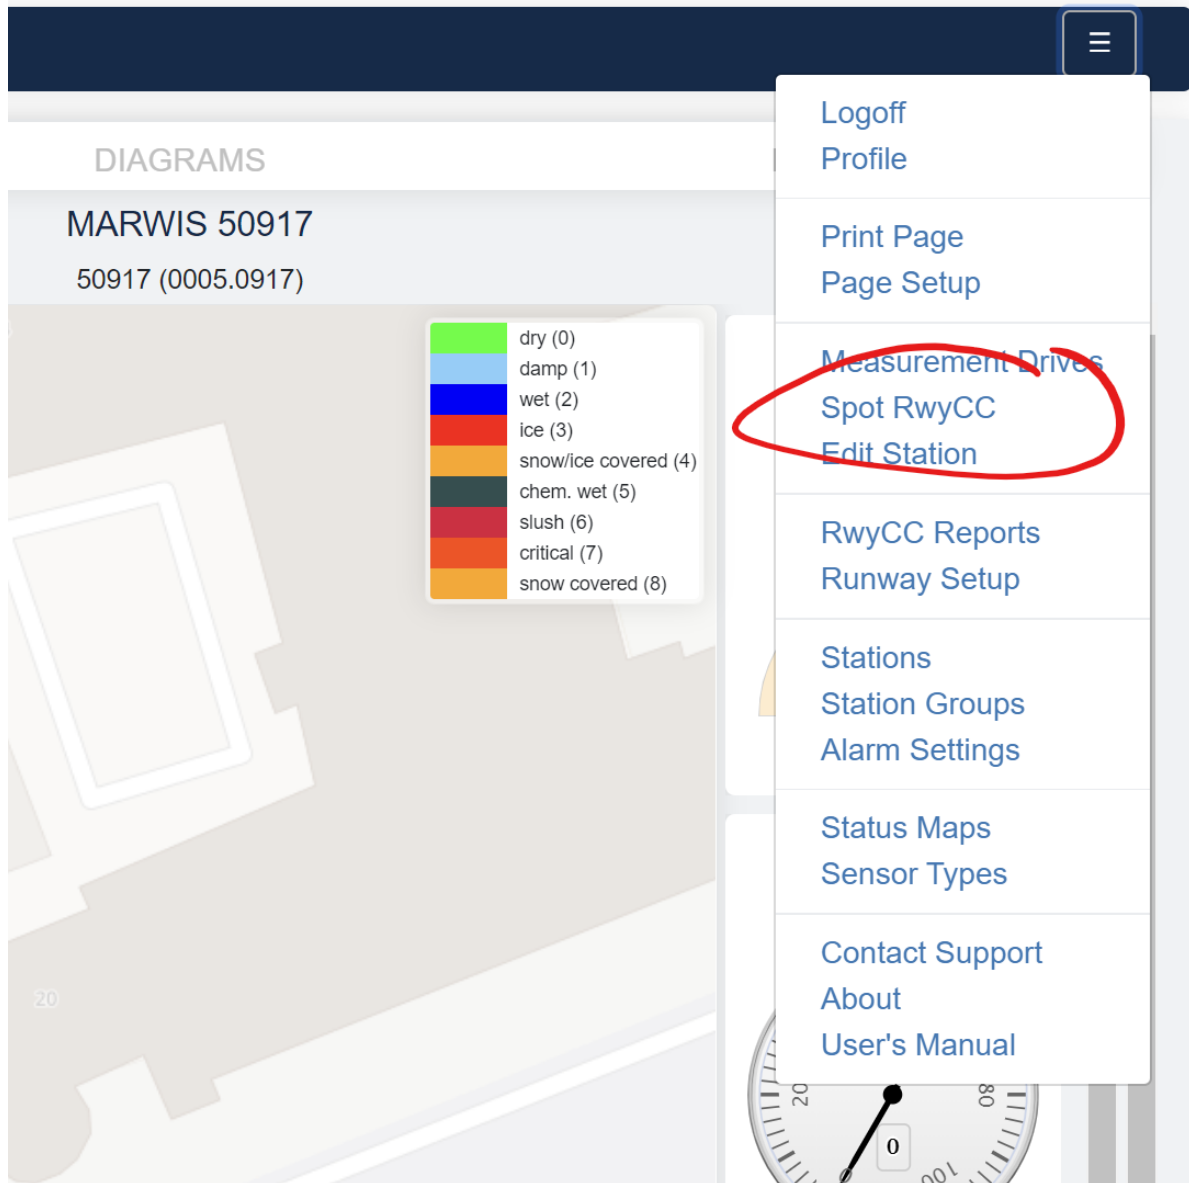 ☰
Logoff
Profile
DIAGRAMS
MARWIS 50917
50917 (0005.0917)
Print Page
Page Setup
dry (0)
damp (1)
wet (2)
ice (3)
snow/ice covered (4)
chem. wet (5)
slush (6)
critical (7)
snow covered (8)
Measurement Drives
Spot RwyCC
Edit Station
RwyCC Reports
Runway Setup
Stations
Station Groups
Alarm Settings
Status Maps
Sensor Types
Contact Support
About
User's Manual
20
20
80
0
0
100